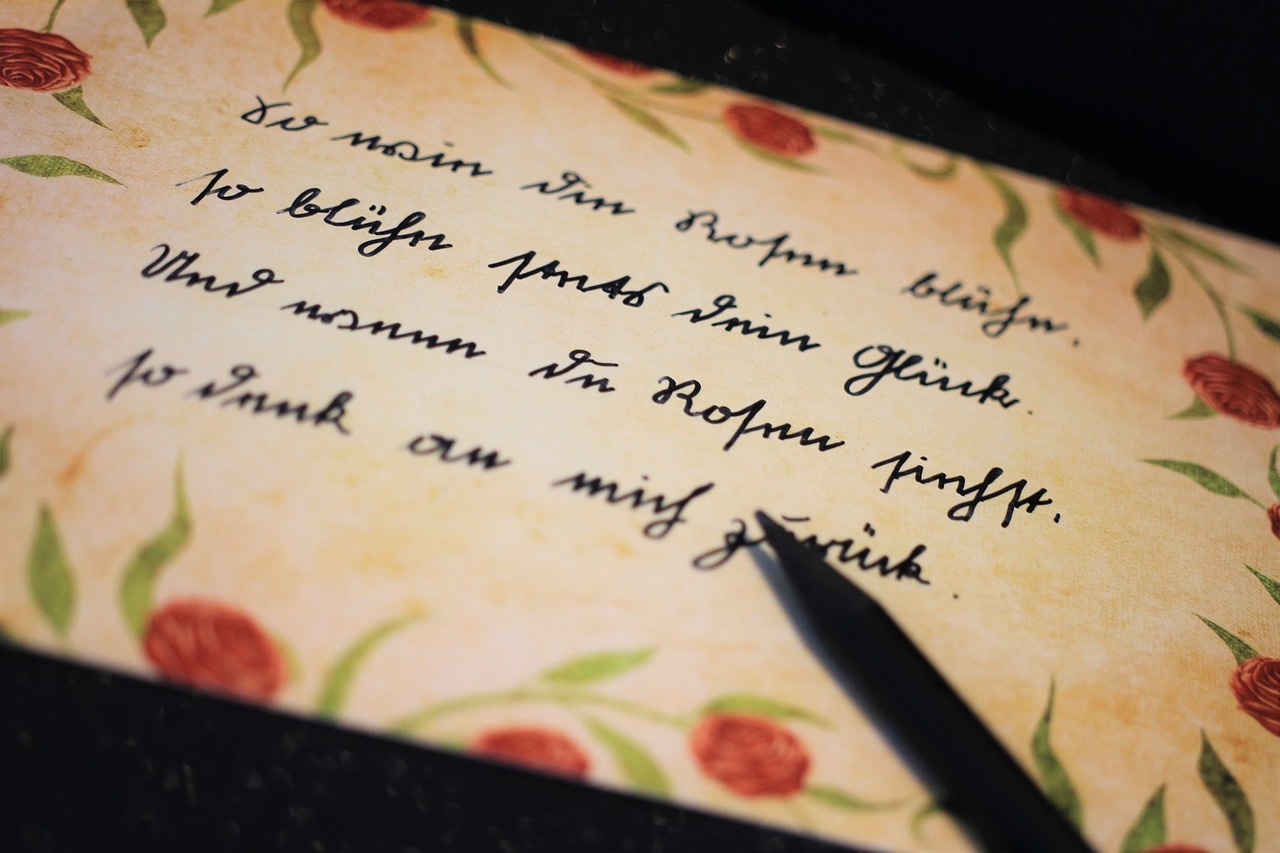 So wie die Rosen blühn,
so blühe stets dein Glück.
Und wenn du Rosen siehst,
so denk an mich zurück.